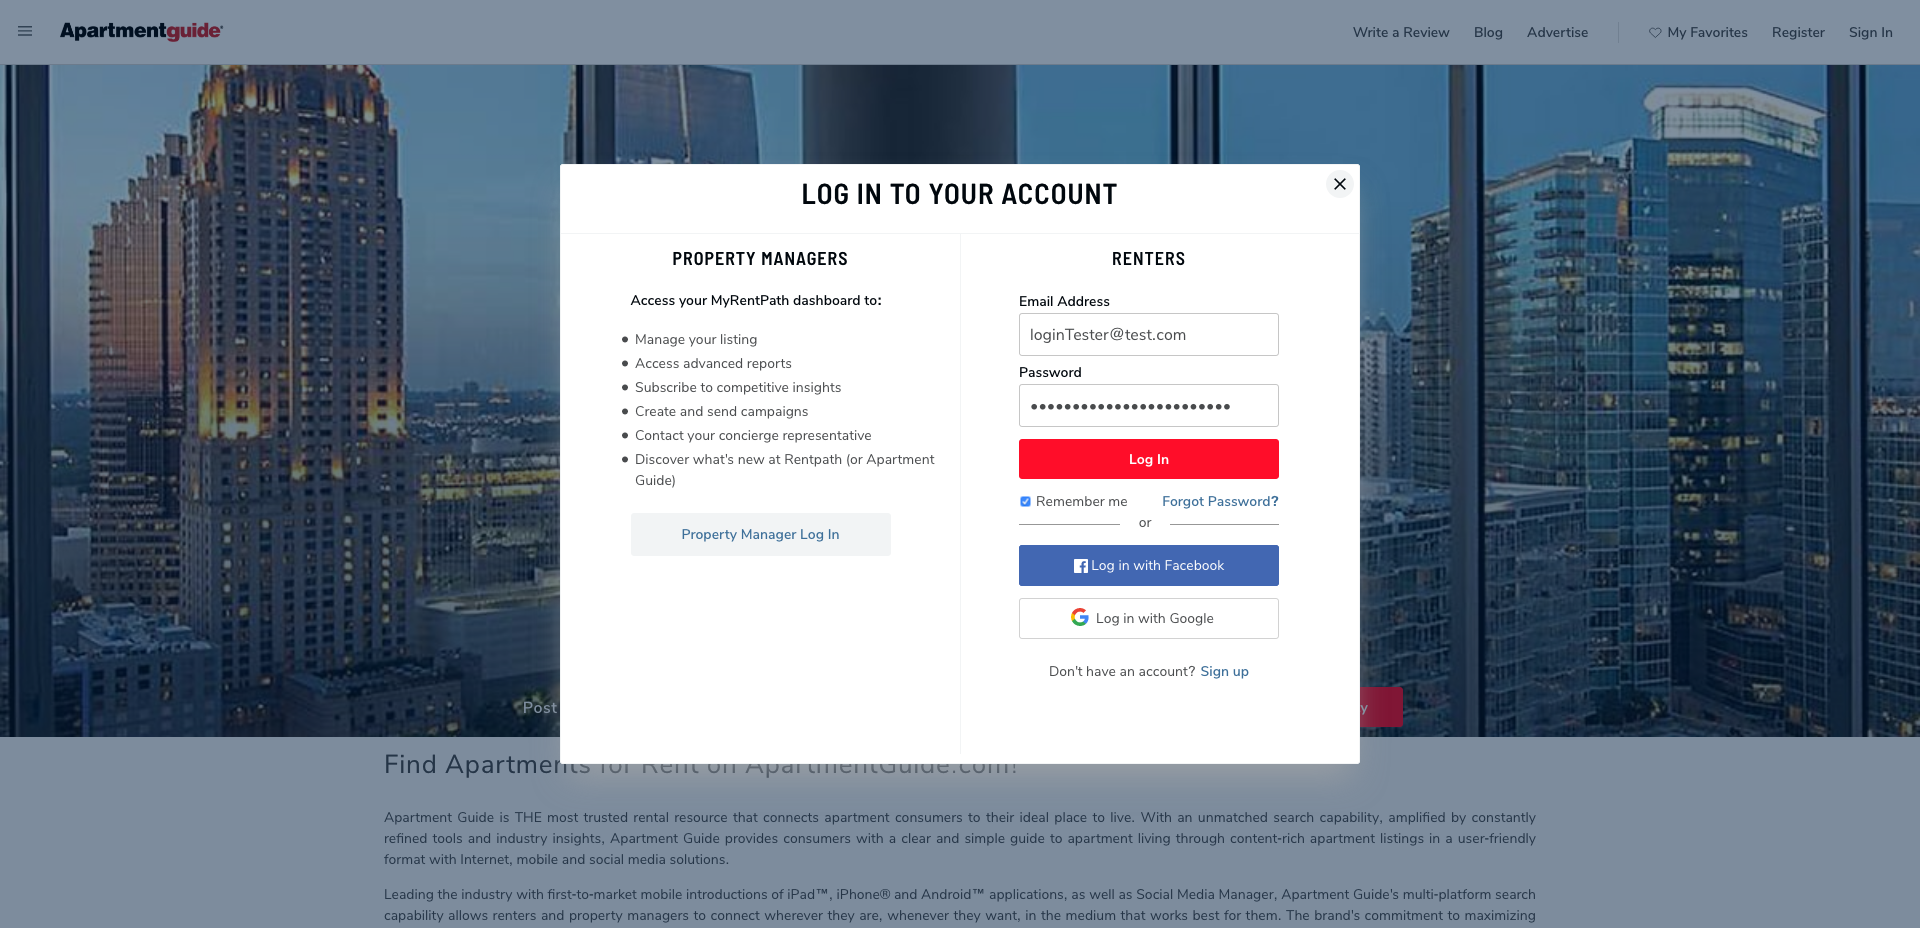 Apartmentguide
Write a Review
Blog
Advertise
My Favorites
Register
Sign In
LOG IN TO YOUR ACCOUNT
PROPERTY MANAGERS
Access your MyRentPath dashboard to:
Manage your listing
Access advanced reports
Subscribe to competitive insights
Create and send campaigns
Contact your concierge representative
Discover what's new at Rentpath (or Apartment
Guide)
Property Manager Log In
RENTERS
Email Address
loginTester@test.com
Password
Log In
Remember me
Forgot Password?
or
Log in with Facebook
Log in with Google
Don't have an account? Sign up
Post
y
Find Apartments for Rent on ApartmentGuide.com!
Apartment Guide is THE most trusted rental resource that connects apartment consumers to their ideal place to live. With an unmatched search capability, amplified by constantly
refined tools and industry insights, Apartment Guide provides consumers with a clear and simple guide to apartment living through content-rich apartment listings in a user-friendly
format with Internet, mobile and social media solutions.
Leading the industry with first-to-market mobile introductions of iPad™, iPhone® and Android™ applications, as well as Social Media Manager, Apartment Guide's multi-platform search
capability allows renters and property managers to connect wherever they are, whenever they want, in the medium that works best for them. The brand's commitment to maximizing